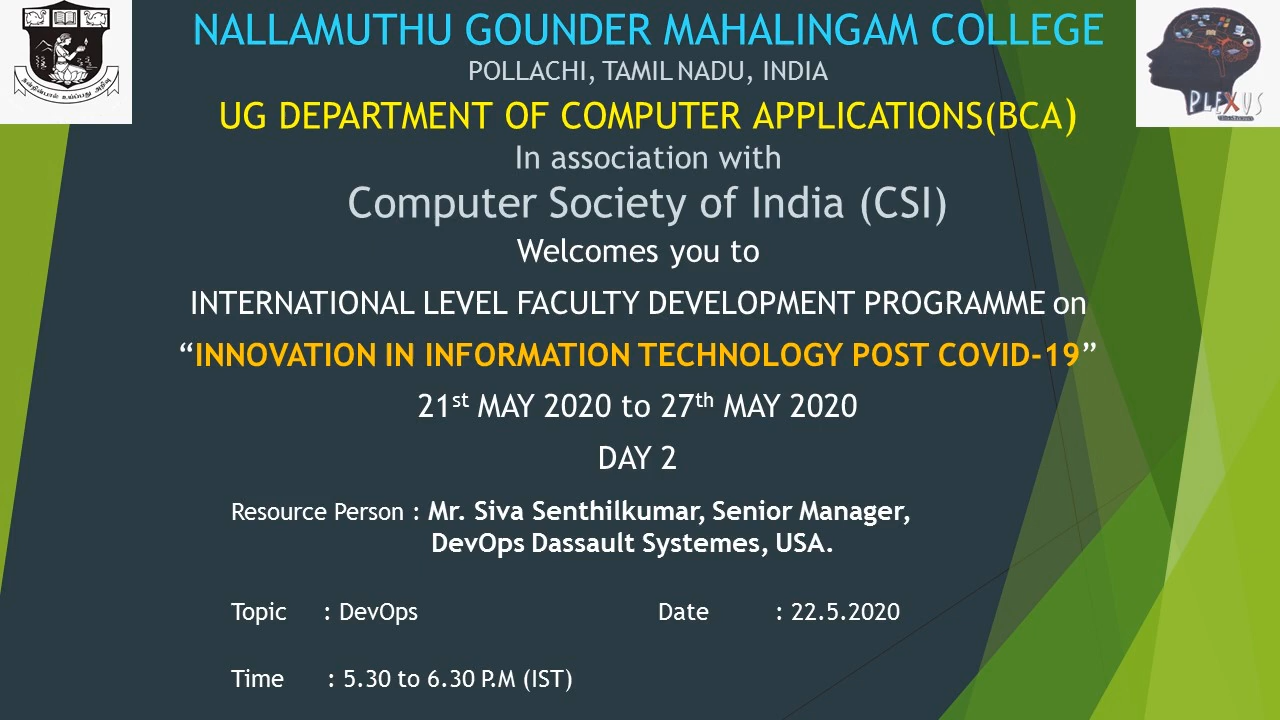 NALLAMUTHU GOUNDER MAHALINGAM COLLEGE
POLLACHI, TAMIL NADU, INDIA
UG DEPARTMENT OF COMPUTER APPLICATIONS(BCA)
In association with
Computer Society of India (CSI)
Welcomes you to
INTERNATIONAL LEVEL FACULTY DEVELOPMENT PROGRAMME on
“INNOVATION IN INFORMATION TECHNOLOGY POST COVID-19”
21st MAY 2020 to 27th MAY 2020
DAY 2
Resource Person : Mr. Siva Senthilkumar, Senior Manager,
DevOps Dassault Systemes, USA.
Topic : DevOps Date : 22.5.2020
Time : 5.30 to 6.30 P.M (IST)
PLEXUS